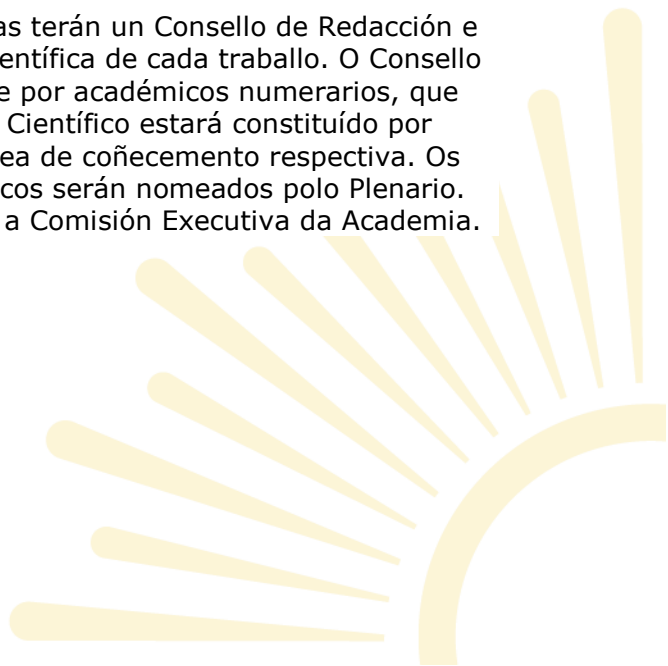 as terán un Consello de Redacción e
entífica de cada traballo. O Consello
e por académicos numerarios, que
Científico estará constituído por
ea de coñecemento respectiva. Os
cos serán nomeados polo Plenario.
a Comisión Executiva da Academia.